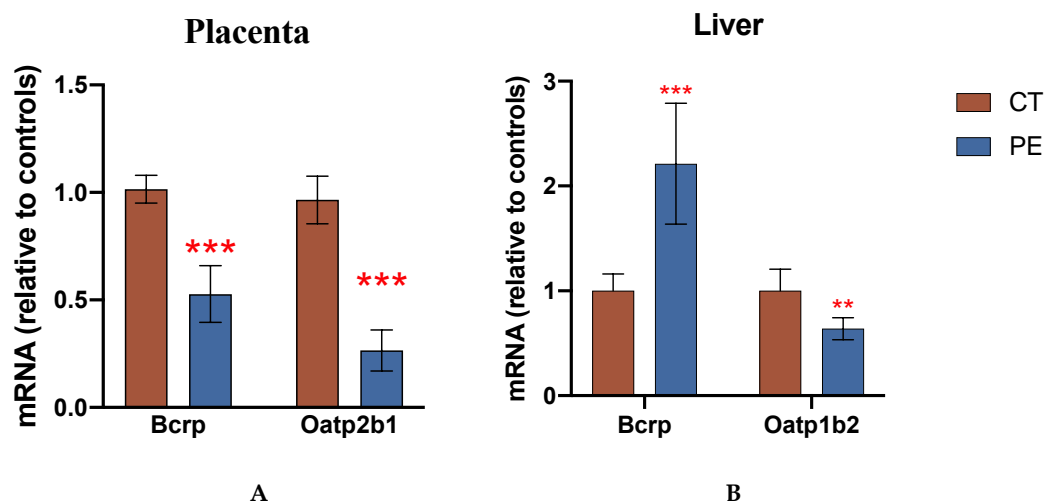 Placenta
mRNA (relative to controls)
1.5
1.0
0.5
0.0
***
***
Bcrp
Oatp2b1
A
Liver
mRNA (relative to controls)
3
2
1
0
***
**
Bcrp
Oatp1b2
B
CT
PE